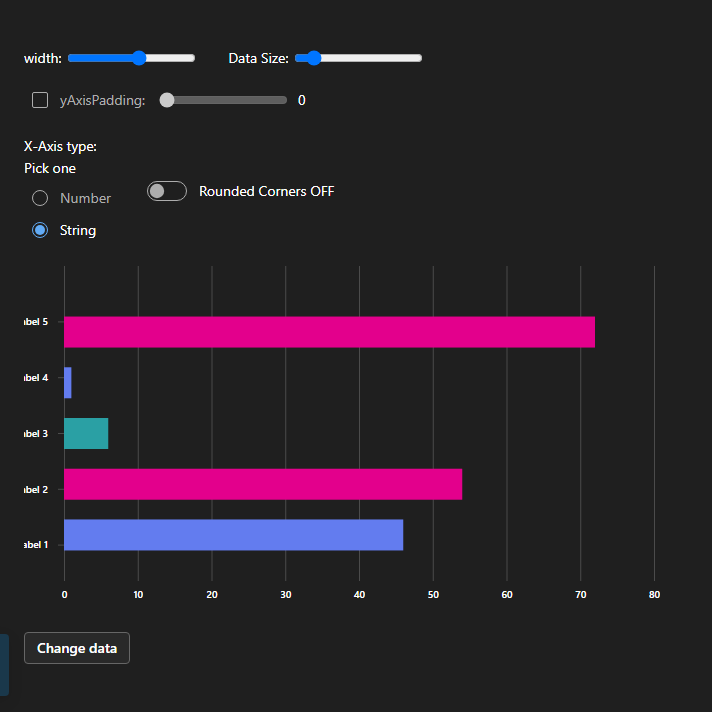 width: Data Size:
yAxisPadding: 0
X-Axis type:
Pick one
Number Rounded Corners OFF
String
abel 5
abel 4
abel 3
abel 2
abel 1
0 10 20 30 40 50 60 70 80
Change data